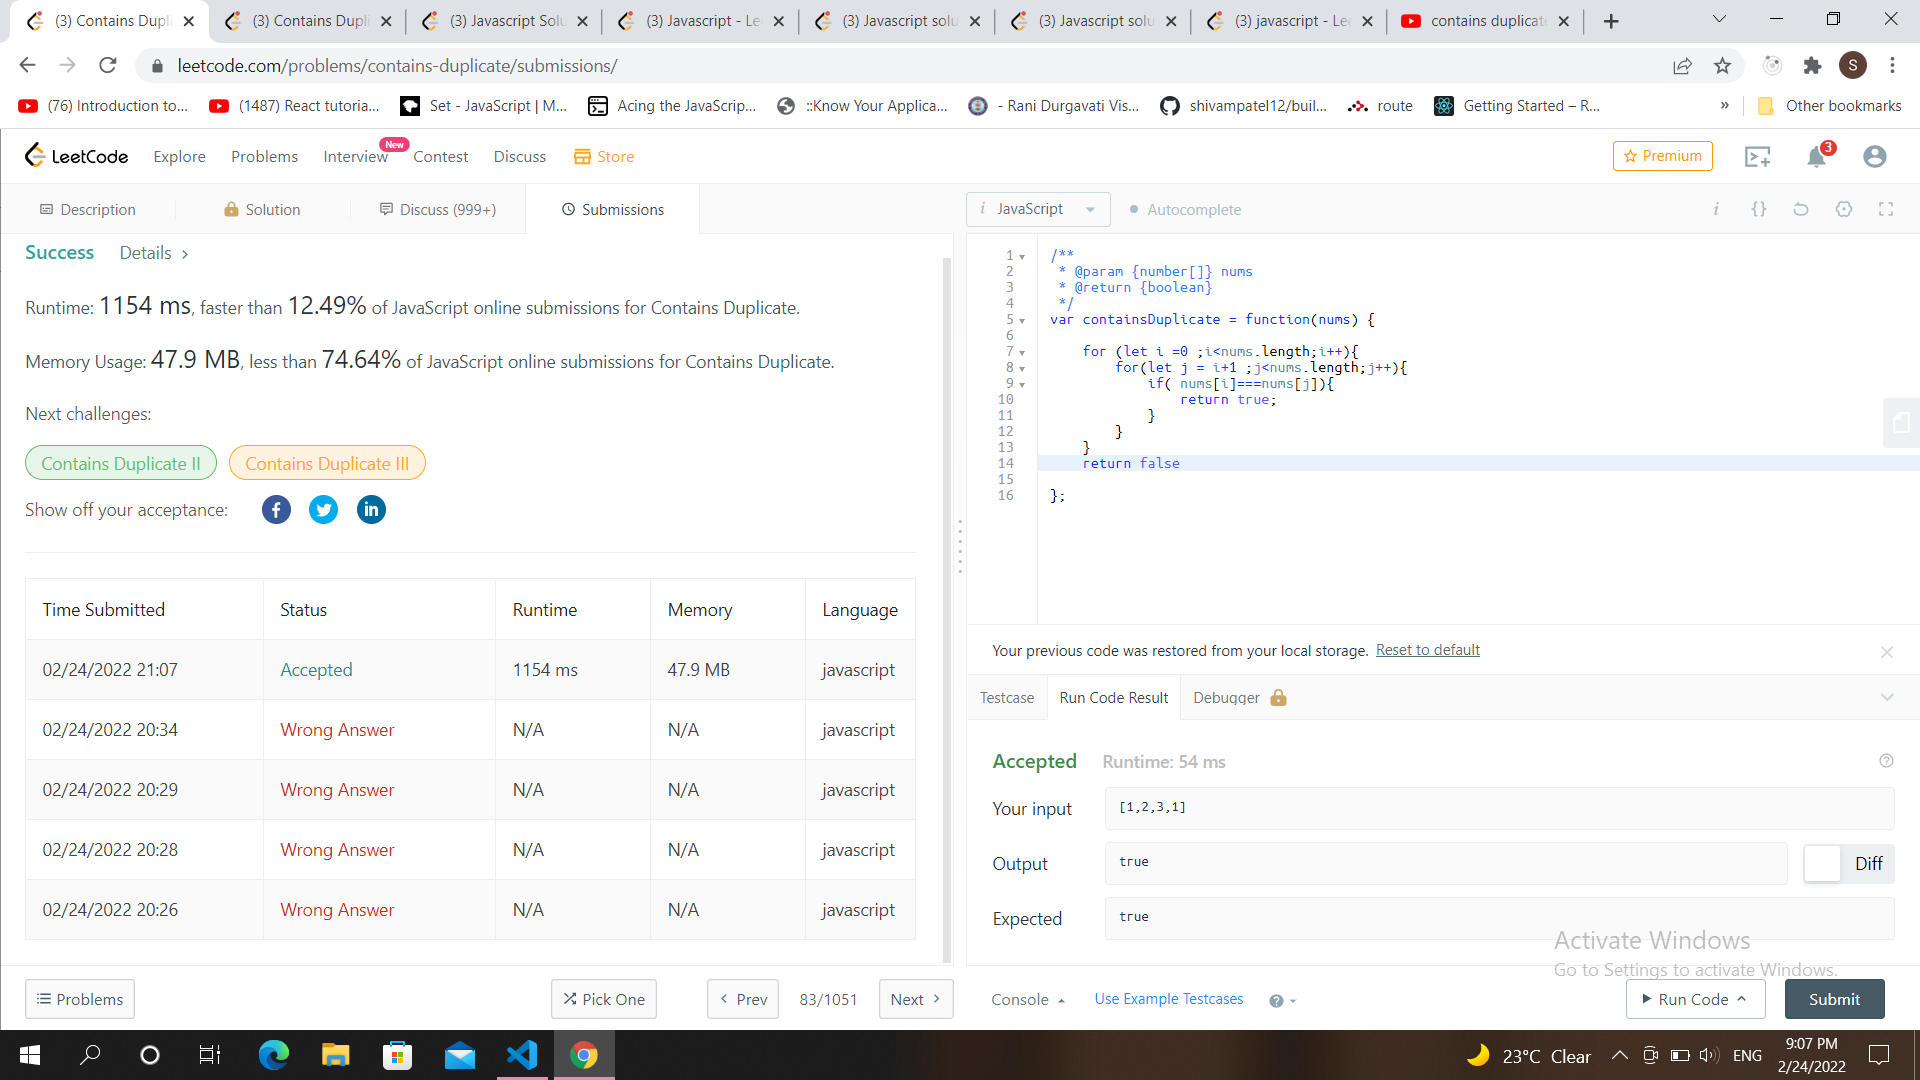 (3) Contains Dupli
(3) Contains Dupli
(3) Javascript Solu
(3) Javascript - Le
(3) Javascript solu
(3) Javascript solu
(3) javascript - Lee
contains duplicate
leetcode.com/problems/contains-duplicate/submissions/
S
(76) Introduction to...
(1487) React tutoria...
Set - JavaScript | M...
Acing the JavaScrip...
::Know Your Applica...
- Rani Durgavati Vis...
shivampatel12/buil...
route
Getting Started – R...
»
Other bookmarks
LeetCode
Explore
Problems
Interview
New
Contest
Discuss
Store
Premium
3
Description
Solution
Discuss (999+)
Submissions
i JavaScript
Autocomplete
i {}
Success
Details >
Runtime: 1154 ms, faster than 12.49% of JavaScript online submissions for Contains Duplicate.
Memory Usage: 47.9 MB, less than 74.64% of JavaScript online submissions for Contains Duplicate.
Next challenges:
Contains Duplicate II
Contains Duplicate III
Show off your acceptance:
Time Submitted Status Runtime Memory Language
02/24/2022 21:07 Accepted 1154 ms 47.9 MB javascript
02/24/2022 20:34 Wrong Answer N/A N/A javascript
02/24/2022 20:29 Wrong Answer N/A N/A javascript
02/24/2022 20:28 Wrong Answer N/A N/A javascript
02/24/2022 20:26 Wrong Answer N/A N/A javascript
Problems
Pick One
Prev
83/1051
Next
1 /**
2 * @param {number[]} nums
3 * @return {boolean}
4 */
5 var containsDuplicate = function(nums) {
6
7 for (let i =0 ;i<nums.length;i++){
8 for(let j = i+1 ;j<nums.length;j++){
9 if( nums[i]===nums[j]){
10 return true;
11 }
12 }
13 }
14 return false
15
16 };
Your previous code was restored from your local storage. Reset to default
Testcase
Run Code Result
Debugger
Accepted
Runtime: 54 ms
Your input
[1,2,3,1]
Output
true
Diff
Expected
true
Activate Windows
Go to Settings to activate Windows.
Console
Use Example Testcases
Run Code
Submit
23°C Clear
ENG
9:07 PM
2/24/2022